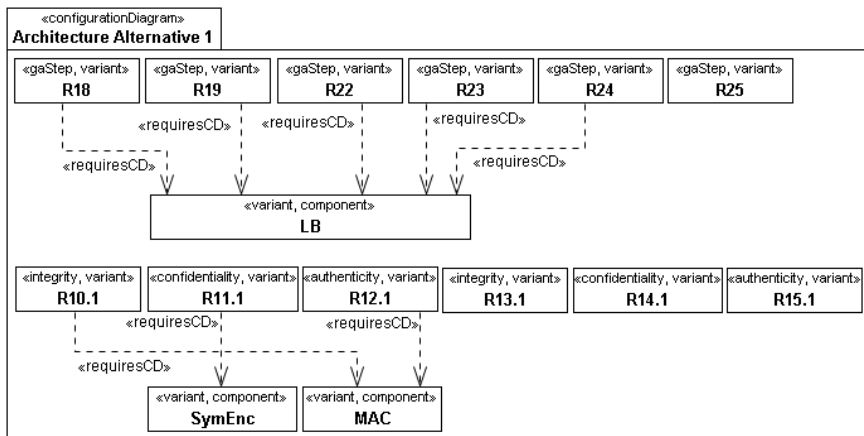 «configurationDiagram»
Architecture Alternative 1
«gaStep, variant» «gaStep, variant» «gaStep, variant» «gaStep, variant» «gaStep, variant» «gaStep, variant»
R18 R19 R22 R23 R24 R25
«requiresCD» «requiresCD»
«requiresCD» «requiresCD»
«variant, component»
LB
«integrity, variant» «confidentiality, variant» «authenticity, variant» «integrity, variant» «confidentiality, variant» «authenticity, variant»
R10.1 R11.1 R12.1 R13.1 R14.1 R15.1
«requiresCD» «requiresCD»
«requiresCD»
«variant, component» «variant, component»
SymEnc MAC